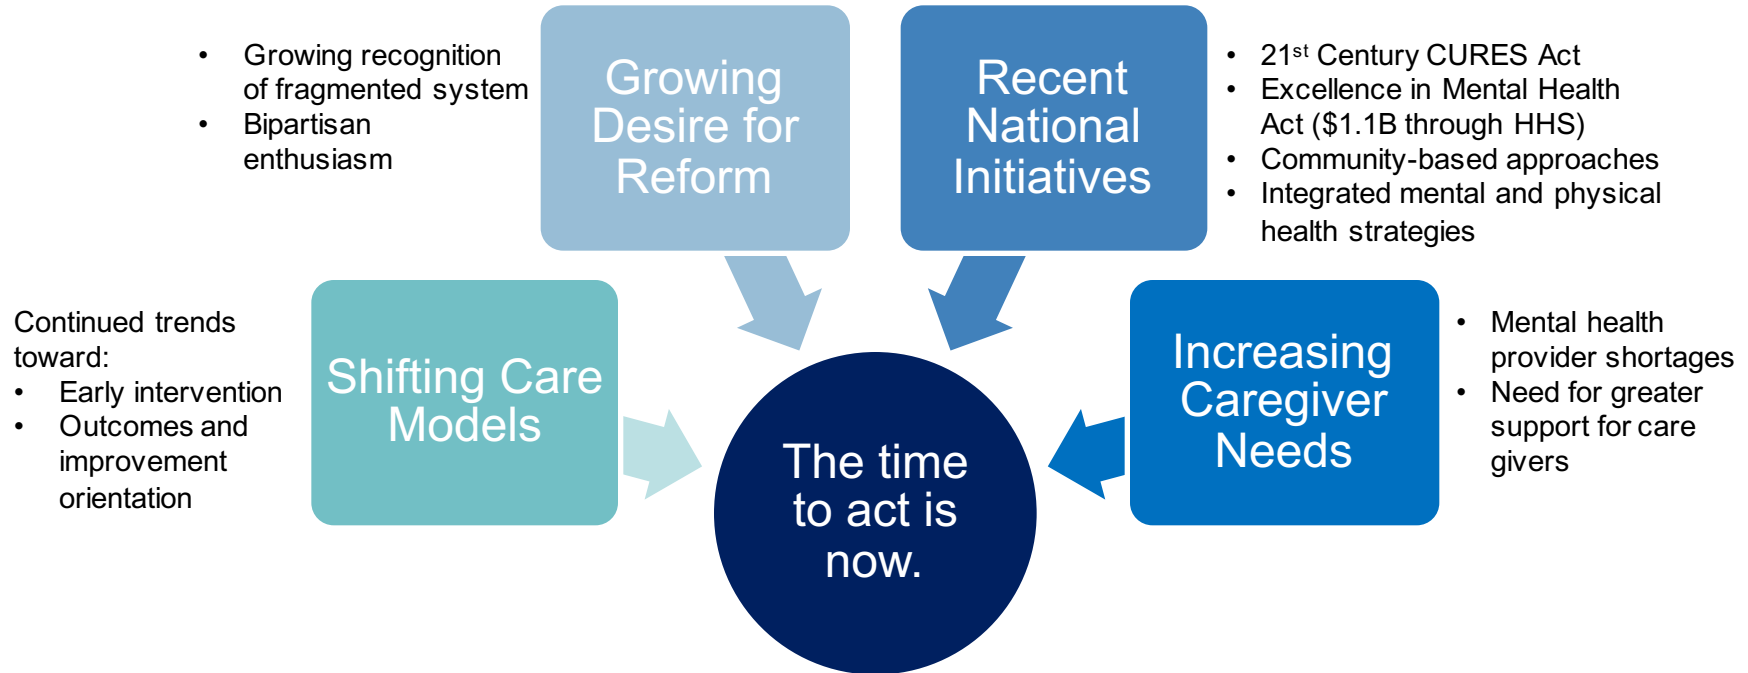 Continued trends
toward:
• Early intervention
• Outcomes and
improvement
orientation
Shifting Care
Models
• Growing recognition
of fragmented system
• Bipartisan
enthusiasm
Growing
Desire for
Reform
Recent
National
Initiatives
• 21st Century CURES Act
• Excellence in Mental Health
Act ($1.1B through HHS)
• Community-based approaches
• Integrated mental and physical
health strategies
Increasing
Caregiver
Needs
• Mental health
provider shortages
• Need for greater
support for care
givers
The time
to act is
now.